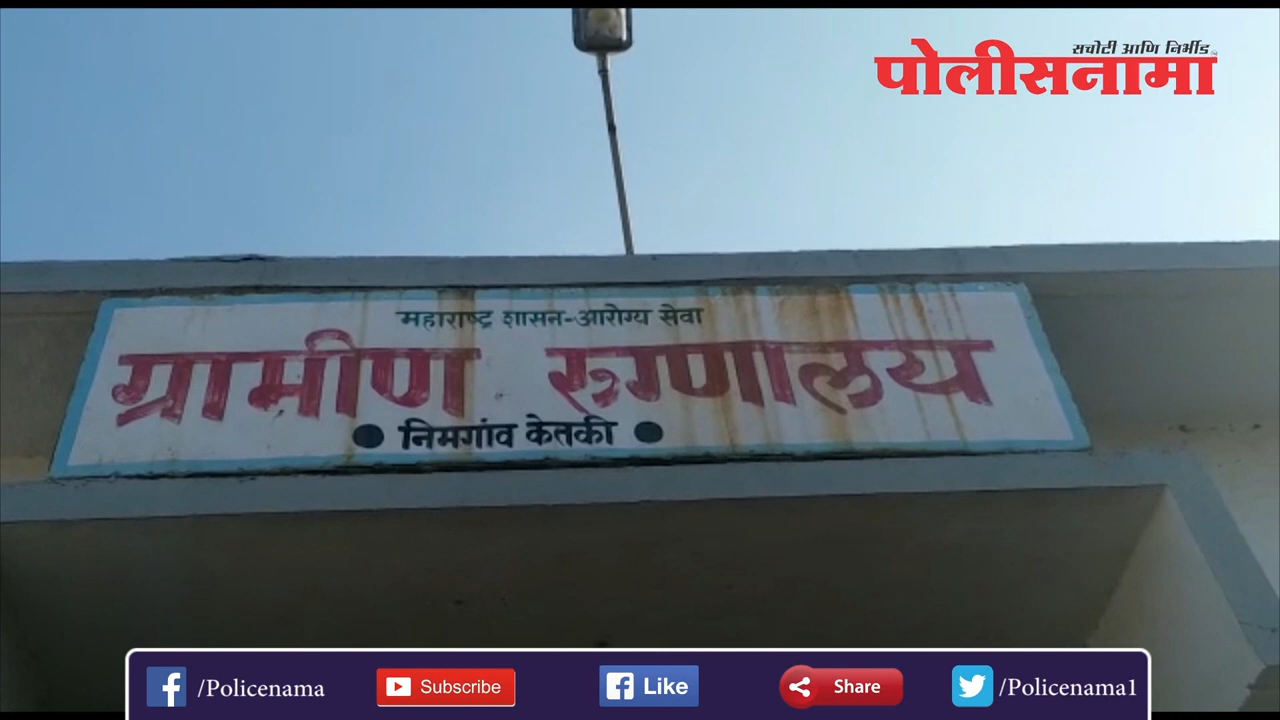 सचोटी आणि निर्भीड
पोलीसनामा
महाराष्ट्र शासन-आरोग्य सेवा
ग्रामीण रुग्णालय
निमगांव केतकी
/Policenama
Subscribe
Like
Share
/Policenama1